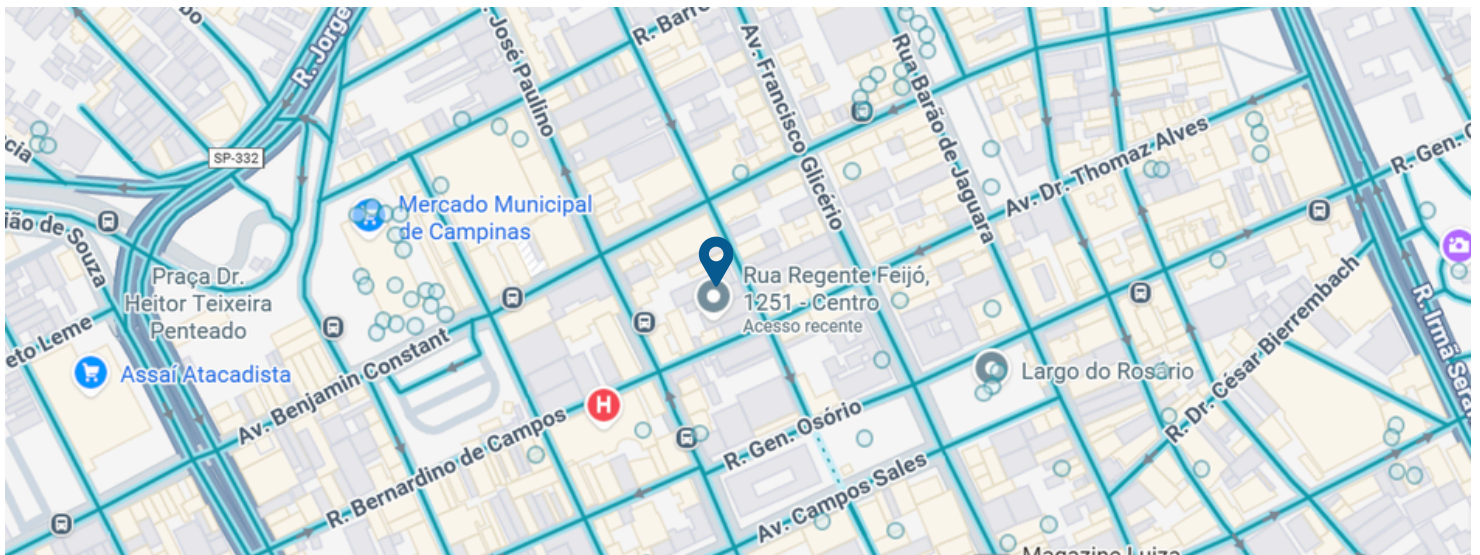 R. Jorge
José Paulino
R. Barr
Av. Francisco Glicério
Rua Barão de Jaguara
Av. Dr. Thomaz Alves
R. Gen.
SP-332
Mercado Municipal
de Campinas
Praça Dr.
Heitor Teixeira
Penteado
ião de Souza
eto Leme
Assaí Atacadista
Av. Benjamin Constant
R. Bernardino de Campos
H
Rua Regente Feijó,
1251 - Centro
Acesso recente
Largo do Rosário
R. Gen. Osório
Av. Campos Sales
R. Dr. César Bierrembach
R. Irmã Sera
Magazine Luiza